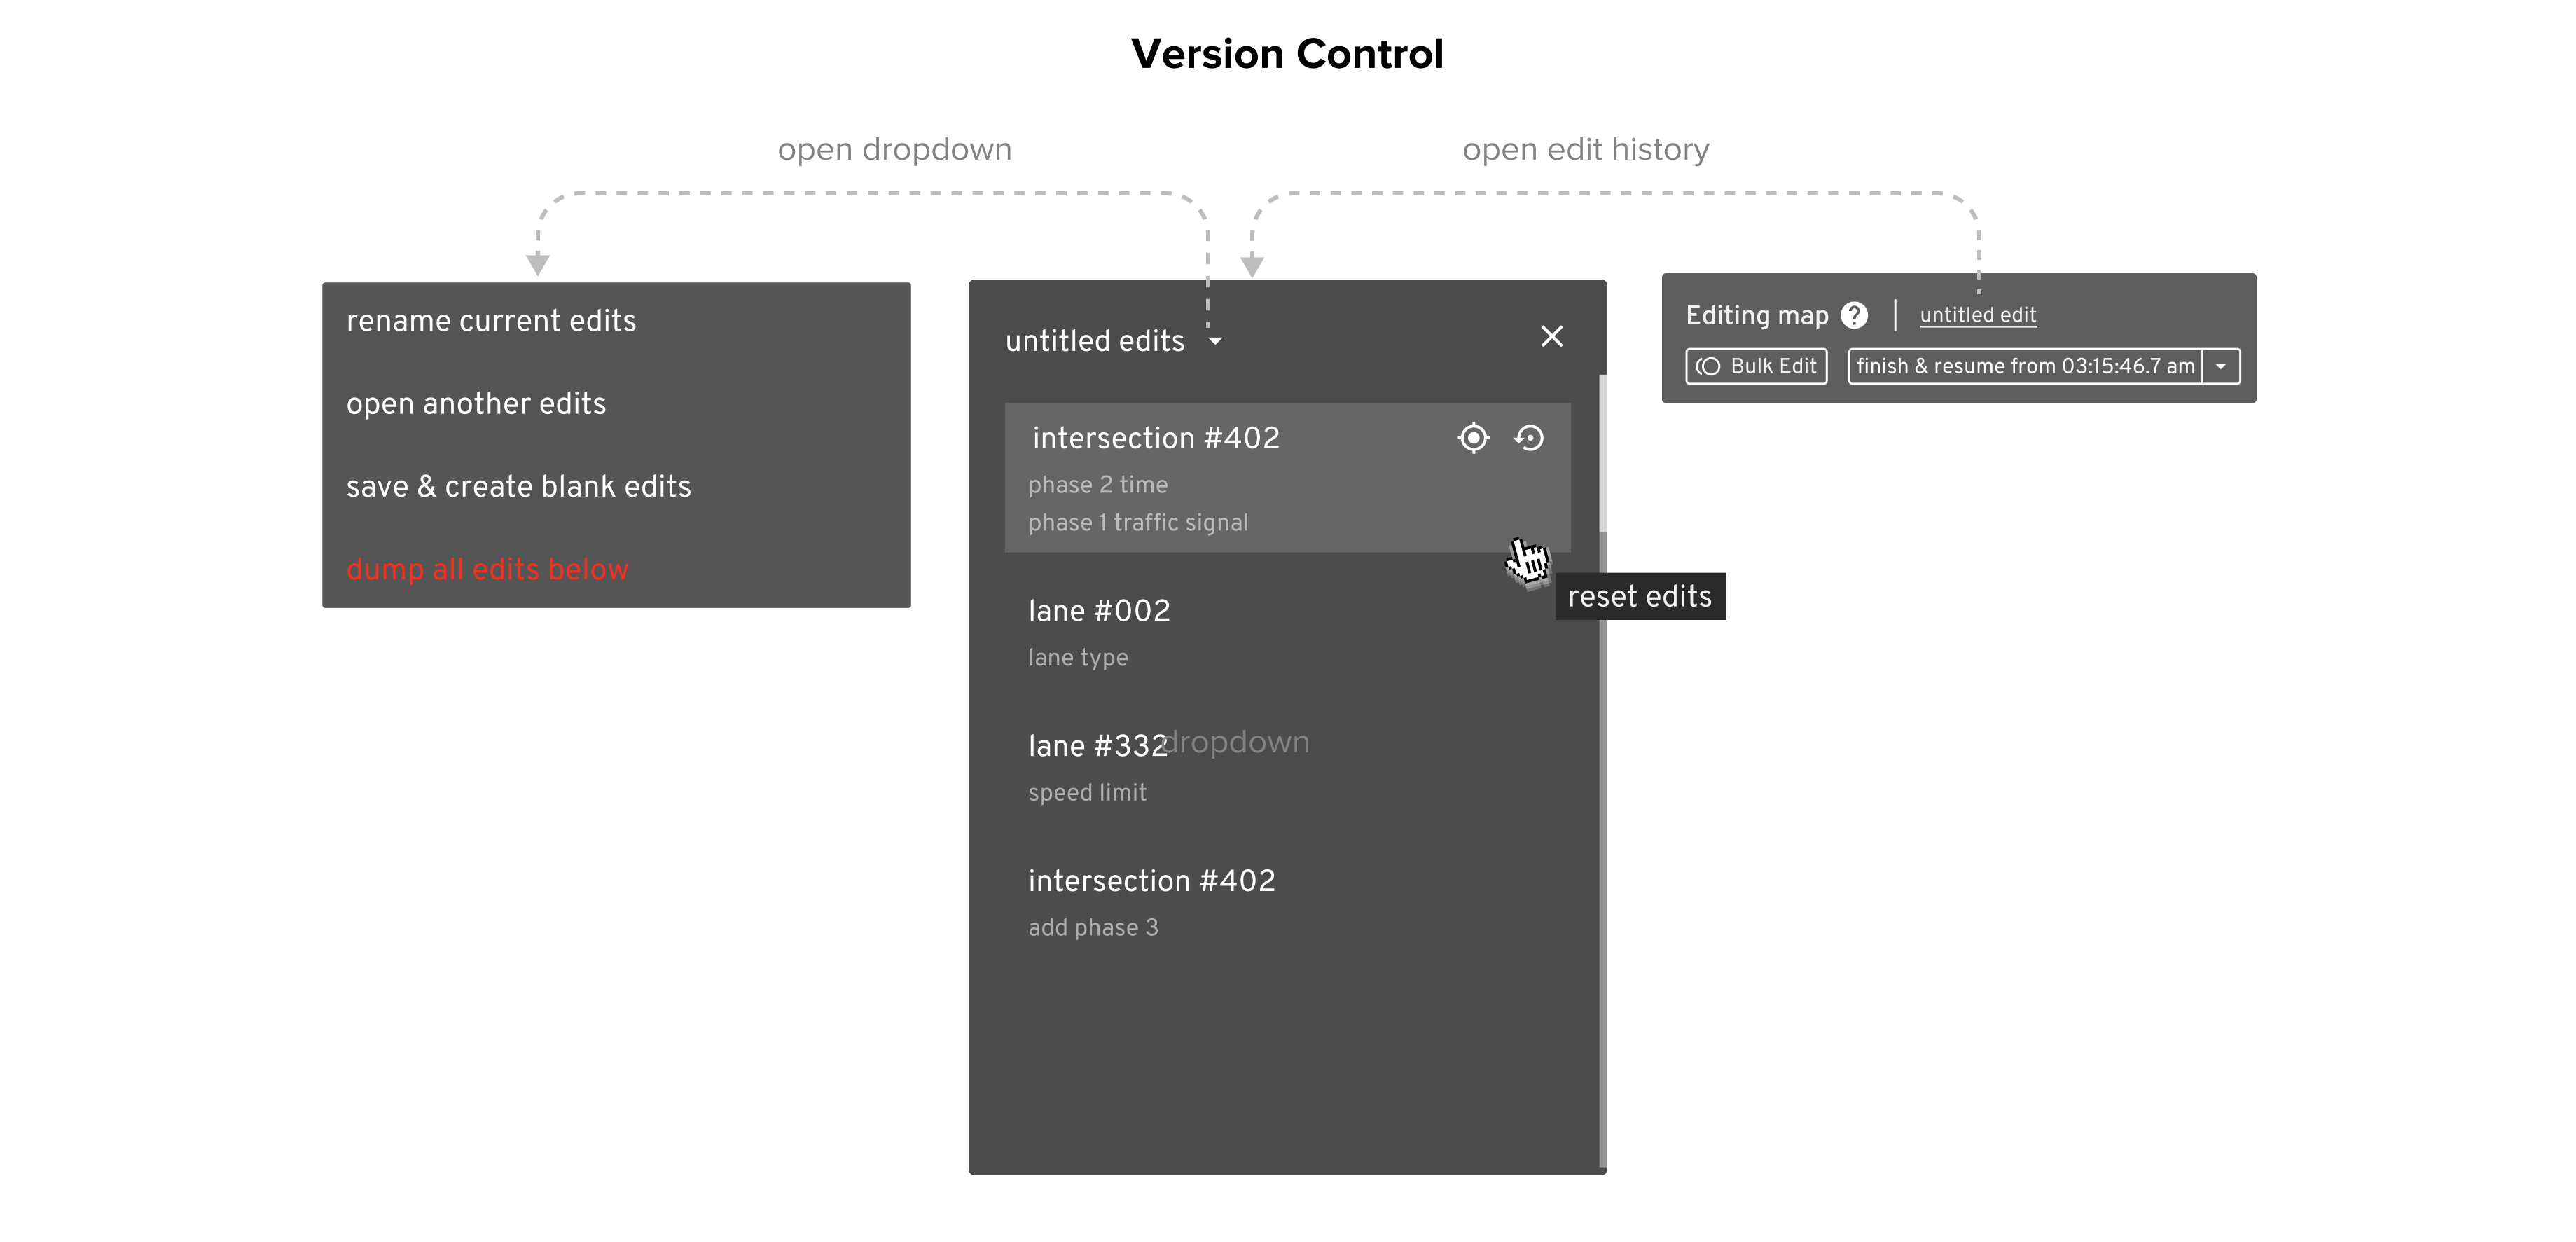 Version Control
open dropdown
open edit history
rename current edits
open another edits
save & create blank edits
dump all edits below
untitled edits
intersection #402
phase 2 time
phase 1 traffic signal
reset edits
lane #002
lane type
lane #332
dropdown
speed limit
intersection #402
add phase 3
Editing map ? | untitled edit
Bulk Edit
finish & resume from 03:15:46.7 am